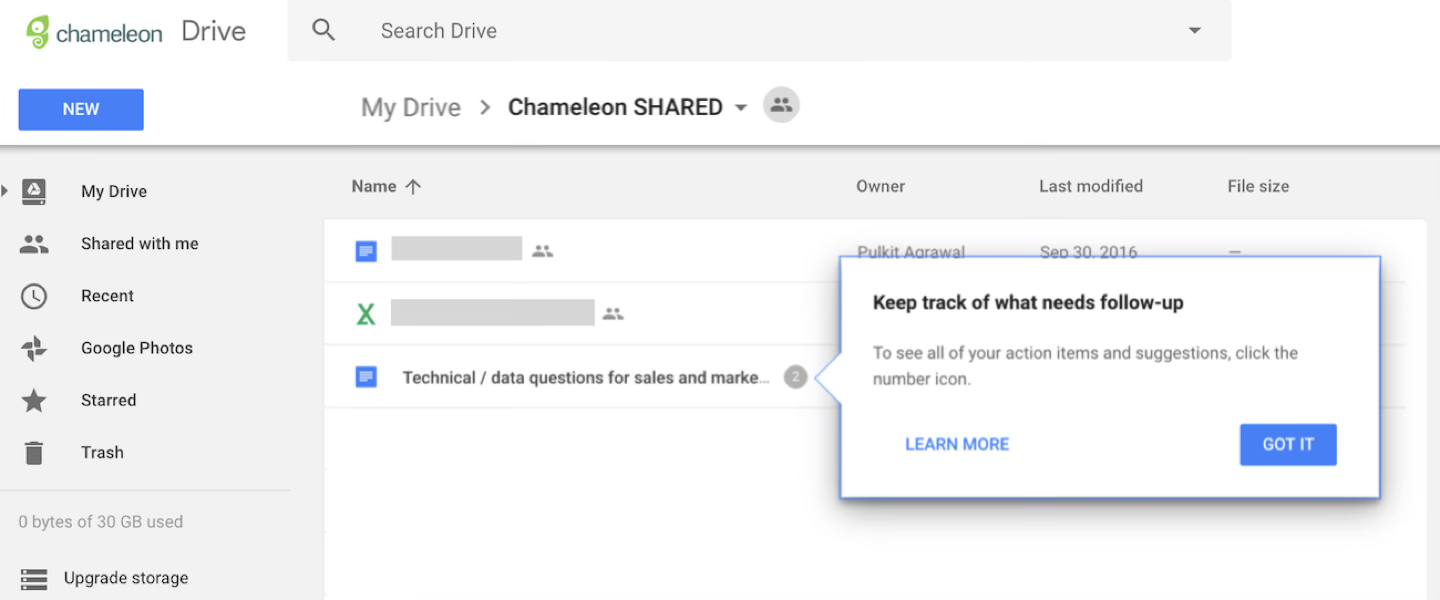 chameleon Drive
Search Drive
NEW
My Drive > Chameleon SHARED
My Drive
Shared with me
Recent
Google Photos
Starred
Trash
0 bytes of 30 GB used
Upgrade storage
Name Owner Last modified File size
Pulkit Agrawal Sep 30, 2016 —
Technical / data questions for sales and marke... 2
Keep track of what needs follow-up
To see all of your action items and suggestions, click the
number icon.
LEARN MORE GOT IT